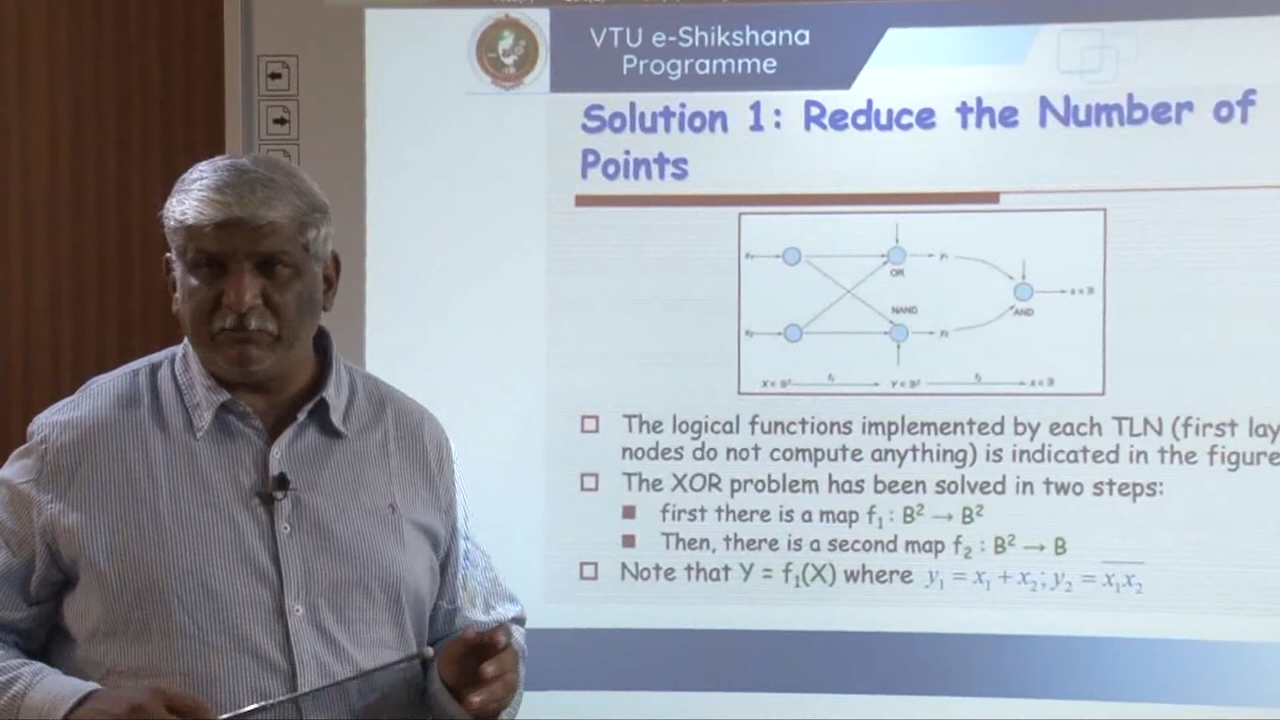 VTU e-Shikshana
Programme
Solution 1: Reduce the Number of
Points
OR
NAND
AND
The logical functions implemented by each TLN (first lay
nodes do not compute anything) is indicated in the figure
The XOR problem has been solved in two steps:
first there is a map f₁ : B² → B²
Then, there is a second map f₂ : B² → B
Note that Y = f₁(X) where y₁ = x₁ + x₂; y₂ = \overline{x₁x₂}